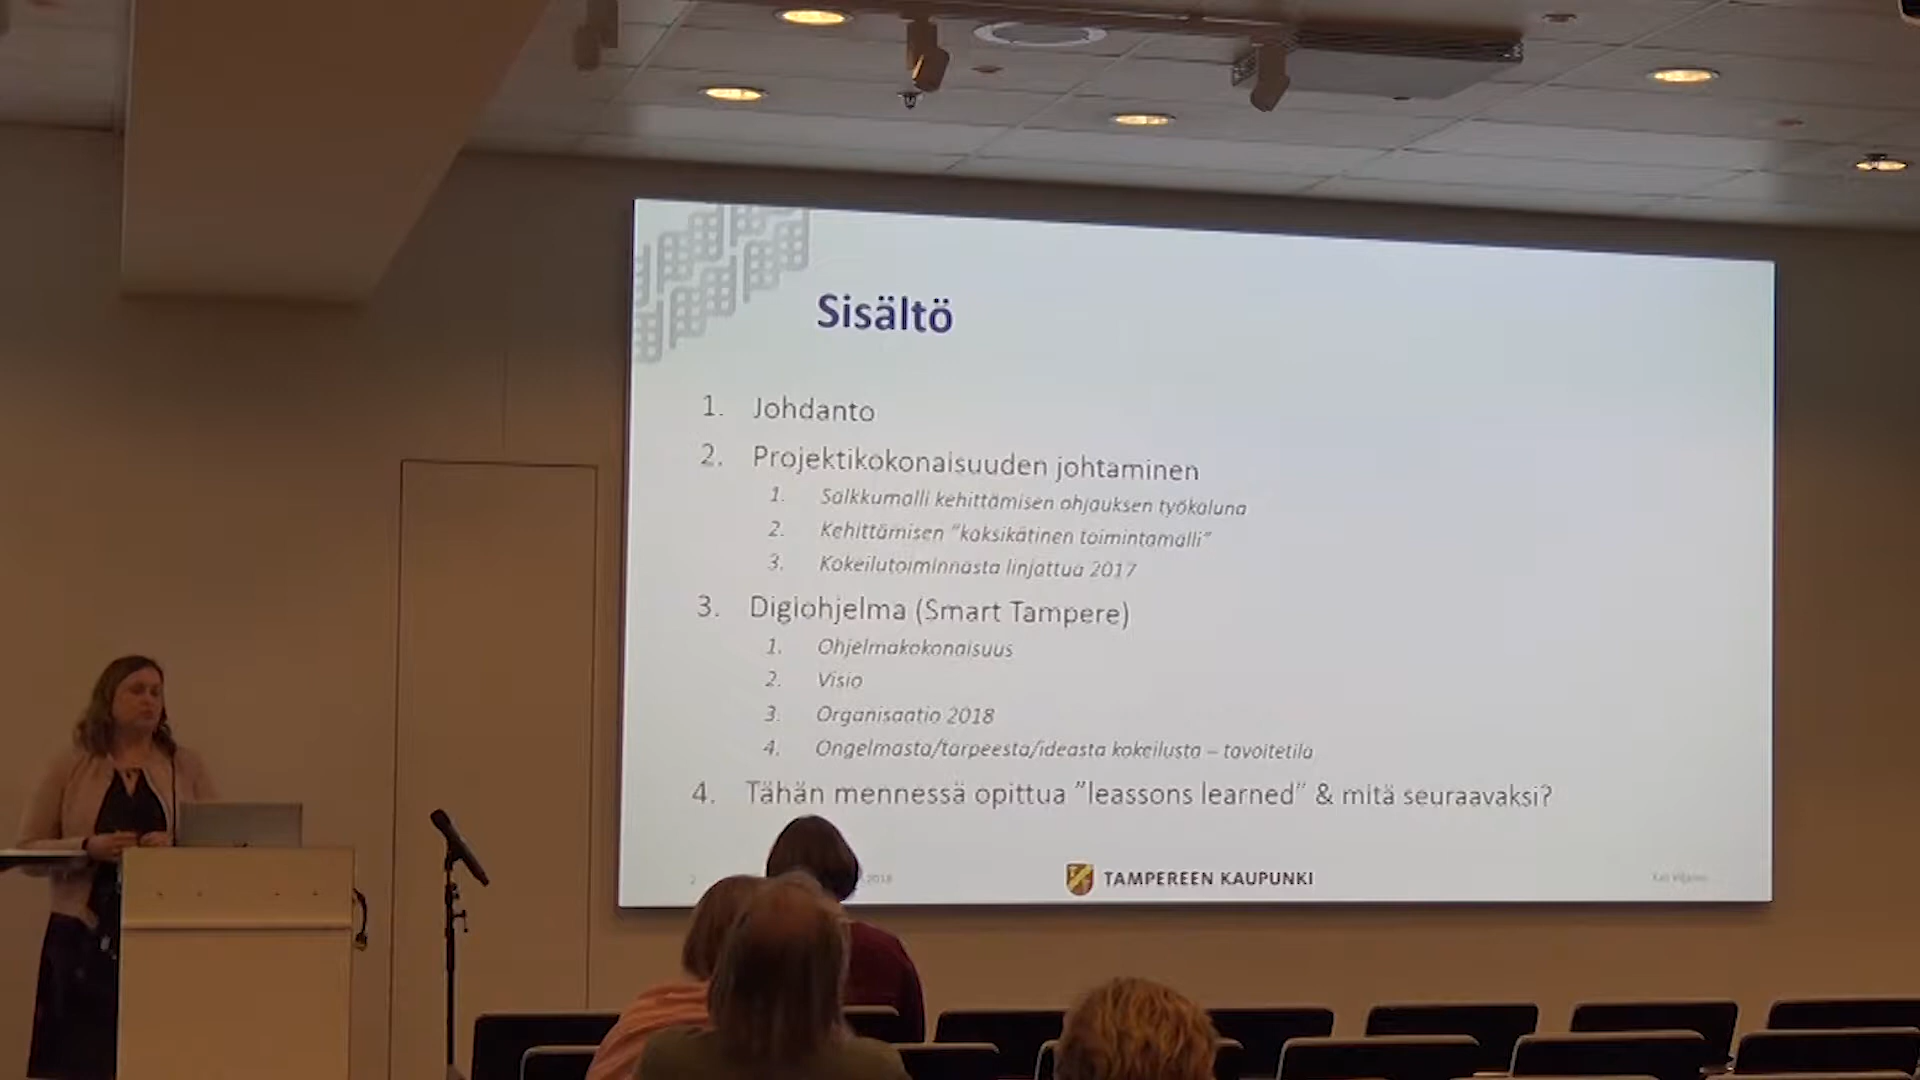 Sisältö
1. Johdanto
2. Projektikokonaisuuden johtaminen
1. Salkkumalli kehittämisen ohjauksen työkaluna
2. Kehittämisen "kaksikätinen toimintamalli"
3. Kokeilutoiminnasta linjattua 2017
3. Digiohjelma (Smart Tampere)
1. Ohjelmakokonaisuus
2. Visio
3. Organisaatio 2018
4. Ongelmasta/tarpeesta/ideasta kokeilusta – tavoitetila
4. Tähän mennessä opittua "leassons learned" & mitä seuraavaksi?
2
2018
TAMPEREEN KAUPUNKI